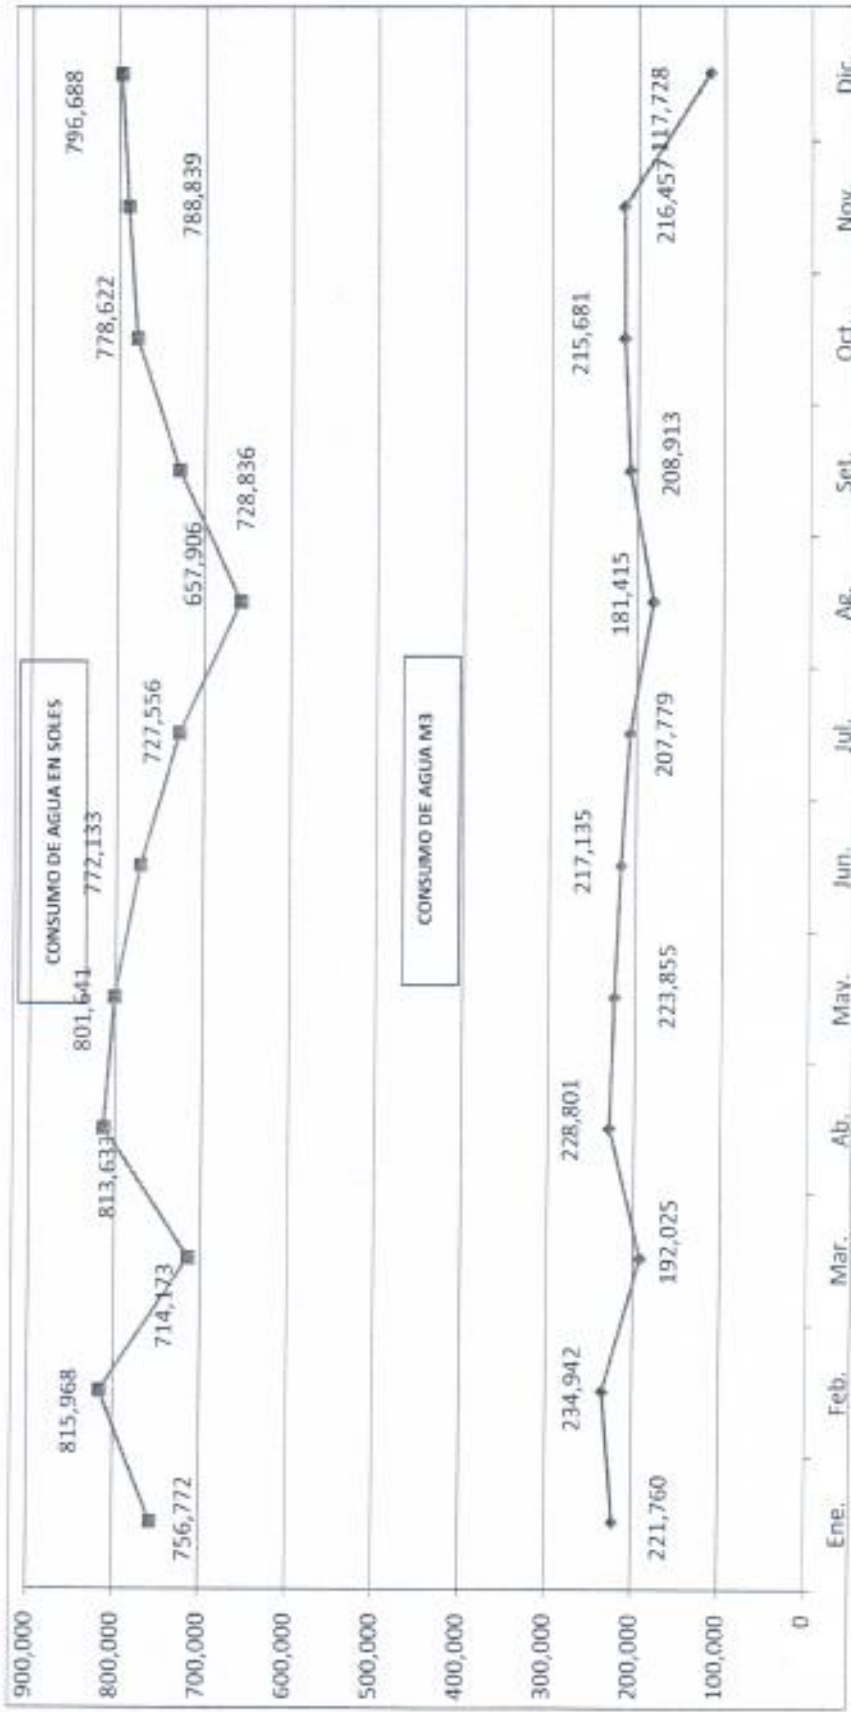 900,000
800,000
700,000
600,000
500,000
400,000
300,000
200,000
100,000
0
CONSUMO DE AGUA EN SOLES
756,772
815,968
714,173
813,633
801,641
772,133
727,556
657,906
728,836
778,622
788,839
796,688
CONSUMO DE AGUA M3
221,760
234,942
192,025
228,801
223,855
217,135
207,779
181,415
208,913
215,681
216,457
117,728
Ene.
Feb.
Mar.
Ab.
May.
Jun.
Jul.
Ag.
Set.
Oct.
Nov.
Dic.